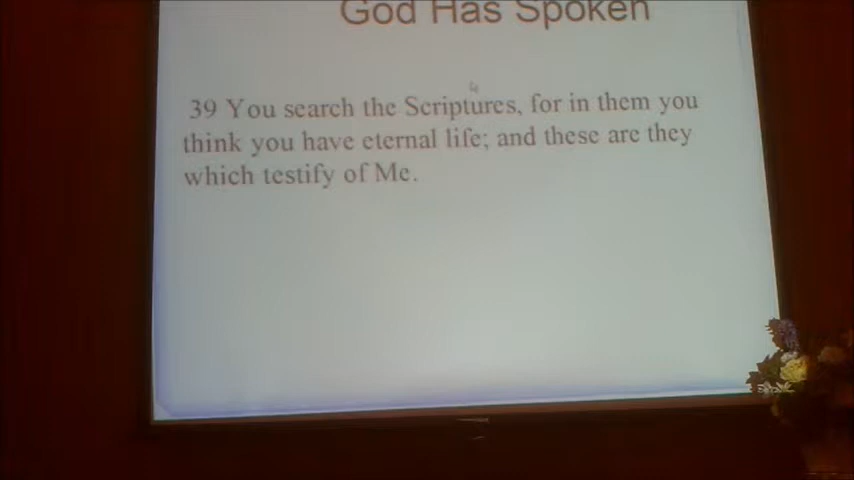 God Has Spoken
39 You search the Scriptures, for in them you
think you have eternal life; and these are they
which testify of Me.